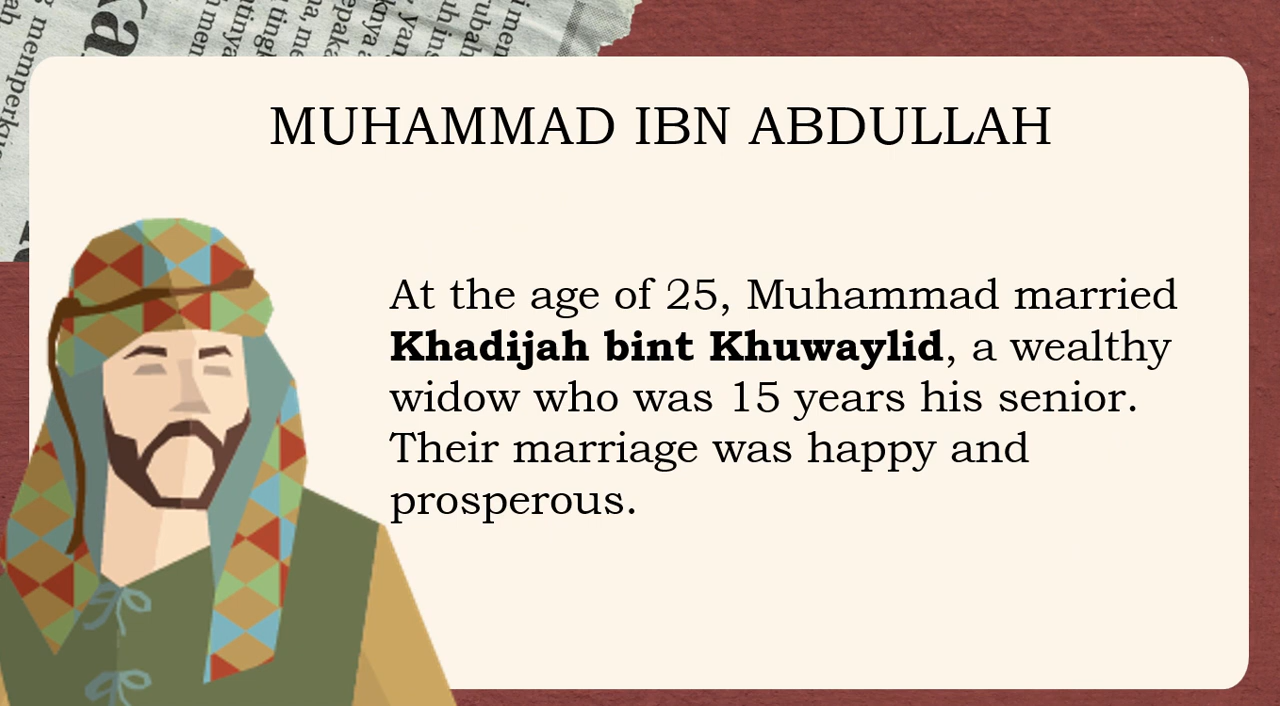 MUHAMMAD IBN ABDULLAH
At the age of 25, Muhammad married
Khadijah bint Khuwaylid, a wealthy
widow who was 15 years his senior.
Their marriage was happy and
prosperous.